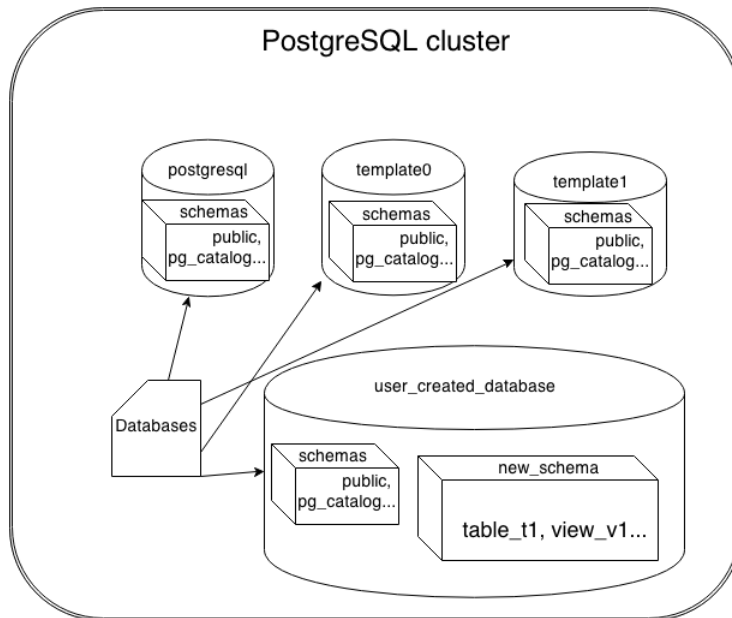 PostgreSQL cluster
postgresql
schemas
public,
pg_catalog...
template0
schemas
public,
pg_catalog...
template1
schemas
public,
pg_catalog...
Databases
user_created_database
schemas
public,
pg_catalog...
new_schema
table_t1, view_v1...